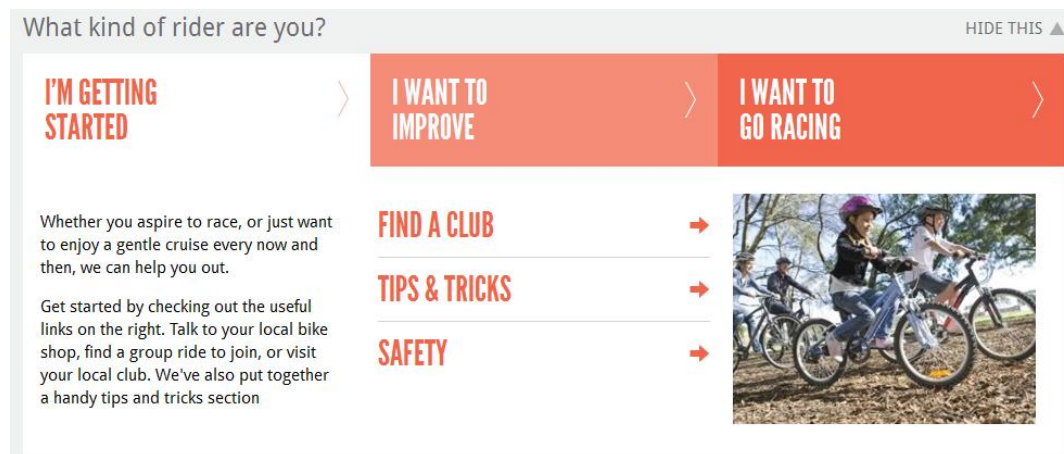 What kind of rider are you?
HIDE THIS
I'M GETTING
STARTED
I WANT TO
IMPROVE
I WANT TO
GO RACING
Whether you aspire to race, or just want
to enjoy a gentle cruise every now and
then, we can help you out.
Get started by checking out the useful
links on the right. Talk to your local bike
shop, find a group ride to join, or visit
your local club. We've also put together
a handy tips and tricks section
FIND A CLUB
TIPS & TRICKS
SAFETY